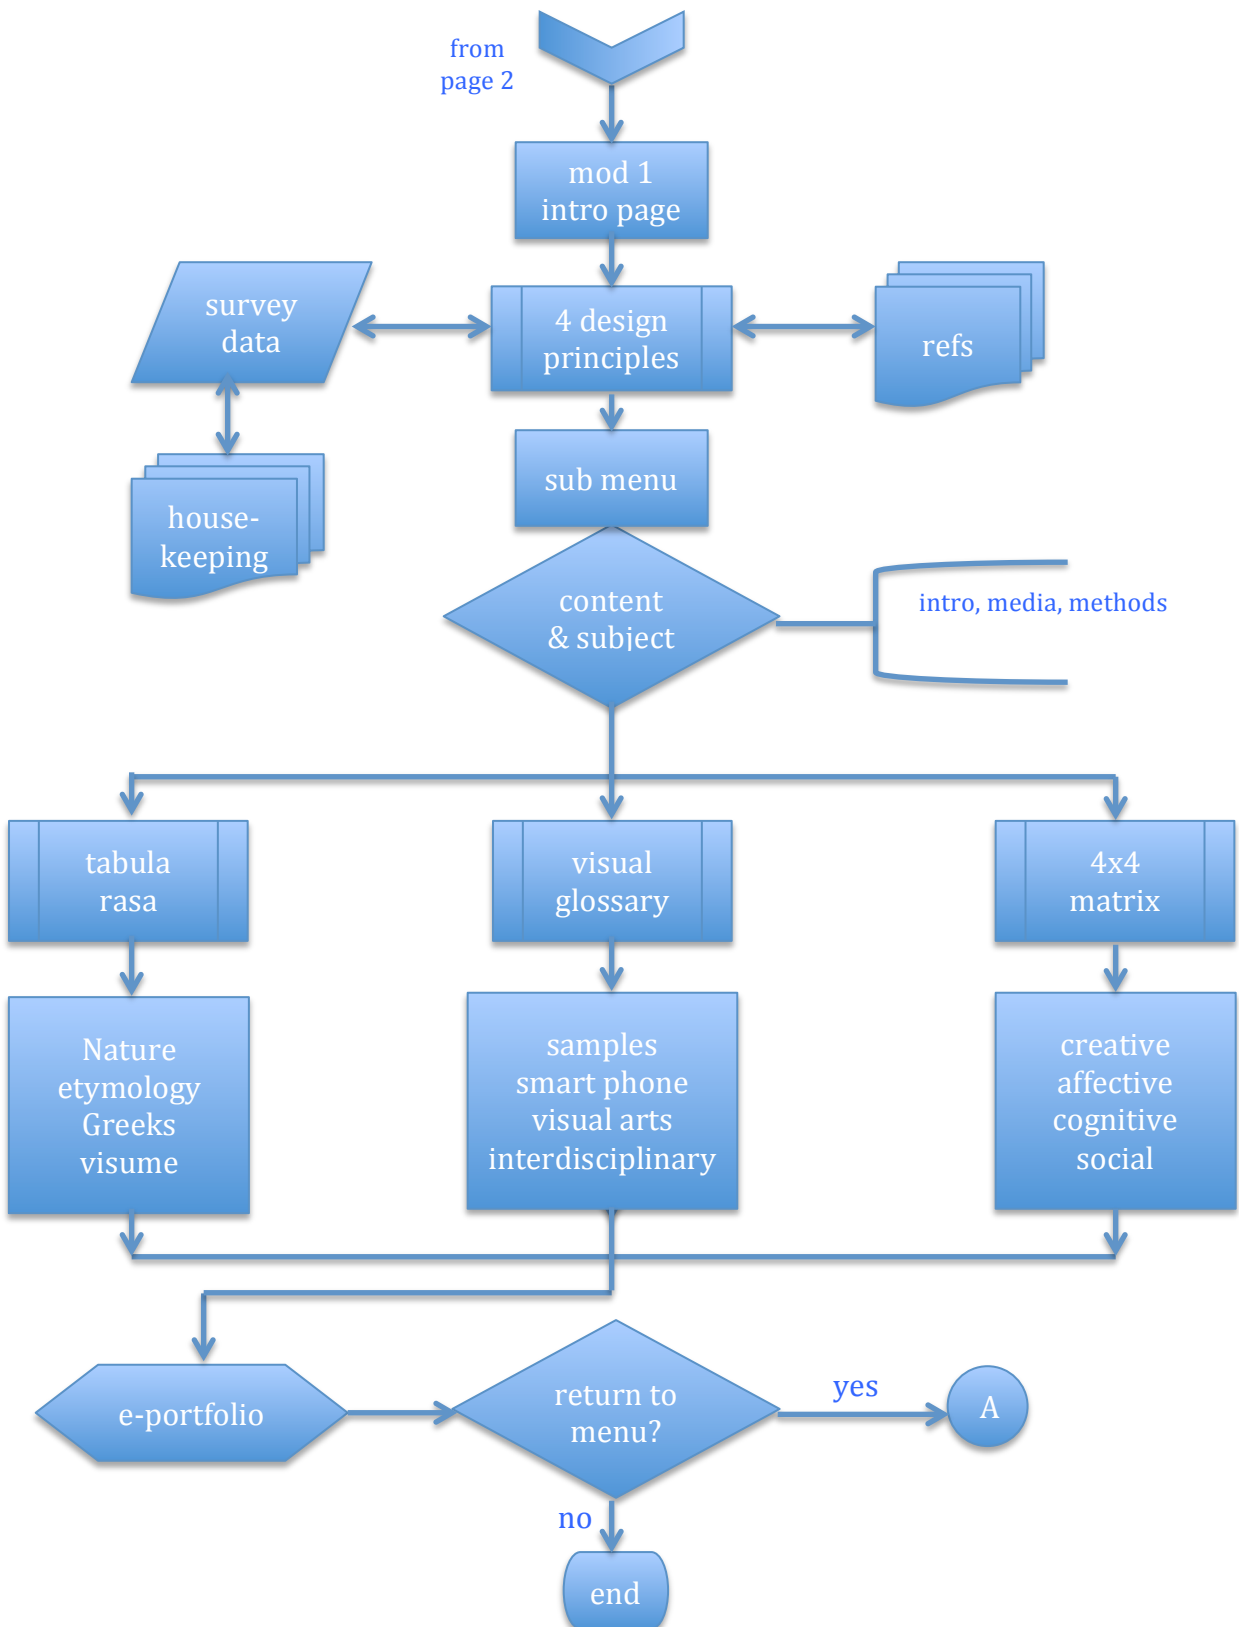 from
page 2
mod 1
intro page
survey
data
4 design
principles
refs
sub menu
house-
keeping
content
& subject
intro, media, methods
tabula
rasa
visual
glossary
4x4
matrix
Nature
etymology
Greeks
visume
samples
smart phone
visual arts
interdisciplinary
creative
affective
cognitive
social
e-portfolio
return to
menu?
yes
A
no
end